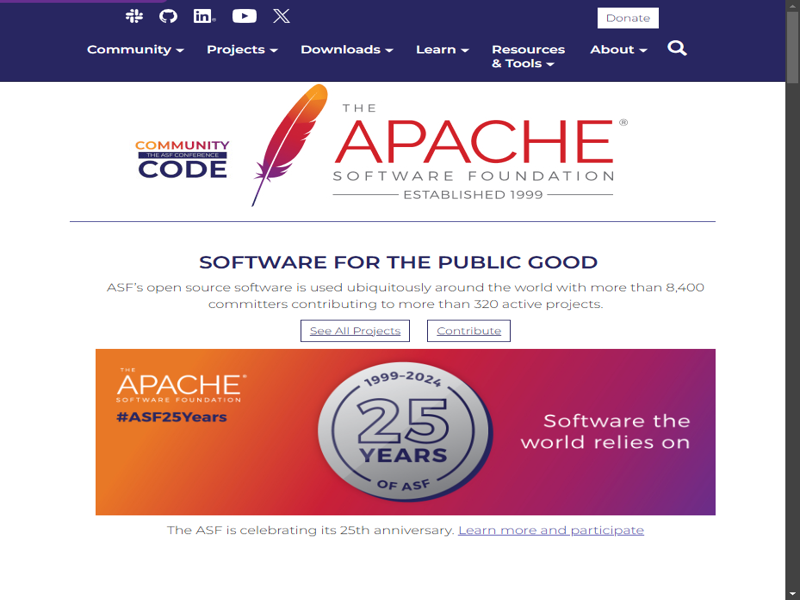 Donate
Community
Projects
Downloads
Learn
Resources
& Tools
About
COMMUNITY
THE ASF CONFERENCE
CODE
THE
APACHE®
SOFTWARE FOUNDATION
ESTABLISHED 1999
SOFTWARE FOR THE PUBLIC GOOD
ASF's open source software is used ubiquitously around the world with more than 8,400
committers contributing to more than 320 active projects.
See All Projects
Contribute
THE
APACHE®
SOFTWARE FOUNDATION
#ASF25Years
1999-2024
25
YEARS
OF ASF
Software the
world relies on
The ASF is celebrating its 25th anniversary. Learn more and participate